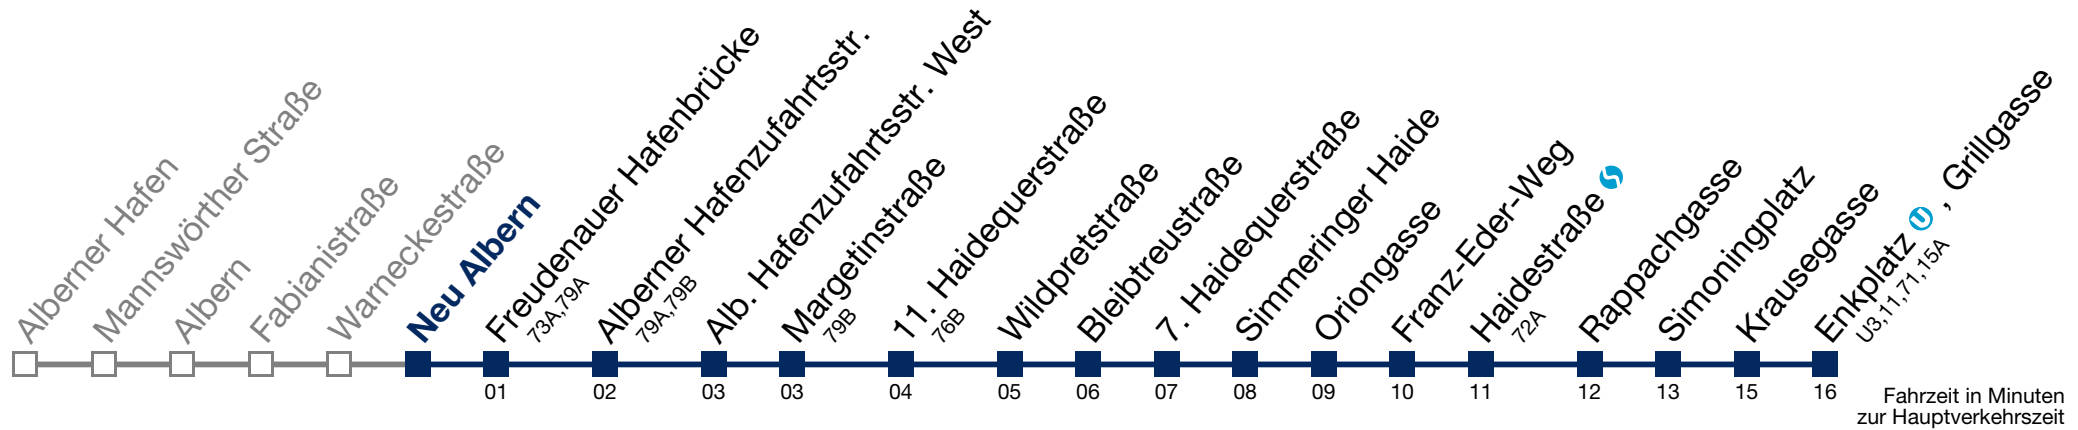 Alberner Hafen
Mannswörther Straße
Albern
Fabianistraße
Warneckestraße
Neu Albern
Freudenauer Hafenbrücke
73A,79A
Alberner Hafenzufahrtsstr.
79A,79B
Alb. Hafenzufahrtsstr. West
Margetinstraße
79B
11. Haidequerstraße
76B
Wildpretstraße
Bleibtreustraße
7. Haidequerstraße
Simmeringer Haide
Oriongasse
Franz-Eder-Weg
Haidestraße S
72A
Rappachgasse
Simoningplatz
Krausegasse
Enkplatz U , Grillgasse
U3,11,71,15A
01 02 03 03 04 05 06 07 08 09 10 11 12 13 15 16
Fahrzeit in Minuten
zur Hauptverkehrszeit